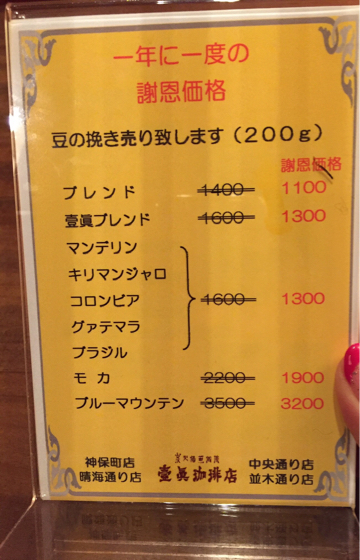 一年に一度の
謝恩価格
豆の挽き売り致します（200g）
謝恩価格
ブレンド 1400 1100
壹眞ブレンド 1600 1300
マンデリン
キリマンジャロ
コロンビア 1600 1300
グァテマラ
ブラジル
モカ 2200 1900
ブルーマウンテン 3500 3200
神保町店 中央通り店
壹眞珈琲店
晴海通り店 並木通り店